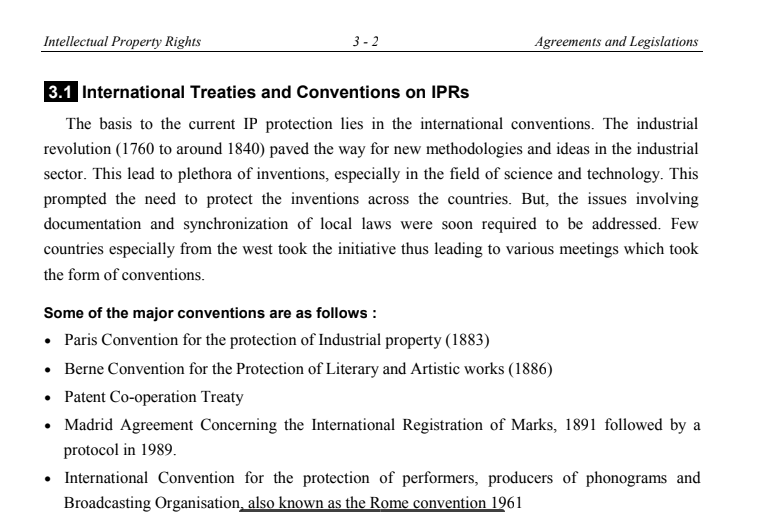 Intellectual Property Rights 3 - 2 Agreements and Legislations
3.1 International Treaties and Conventions on IPRs
The basis to the current IP protection lies in the international conventions. The industrial
revolution (1760 to around 1840) paved the way for new methodologies and ideas in the industrial
sector. This lead to plethora of inventions, especially in the field of science and technology. This
prompted the need to protect the inventions across the countries. But, the issues involving
documentation and synchronization of local laws were soon required to be addressed. Few
countries especially from the west took the initiative thus leading to various meetings which took
the form of conventions.
Some of the major conventions are as follows :
• Paris Convention for the protection of Industrial property (1883)
• Berne Convention for the Protection of Literary and Artistic works (1886)
• Patent Co-operation Treaty
• Madrid Agreement Concerning the International Registration of Marks, 1891 followed by a
protocol in 1989.
• International Convention for the protection of performers, producers of phonograms and
Broadcasting Organisation, also known as the Rome convention 1961